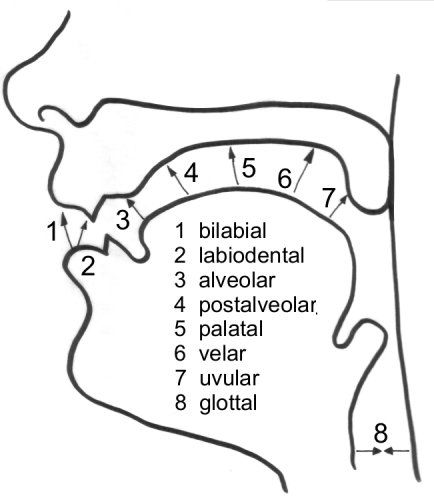 4
5
6
7
3
1
2
1 bilabial
2 labiodental
3 alveolar
4 postalveolar
5 palatal
6 velar
7 uvular
8 glottal
8